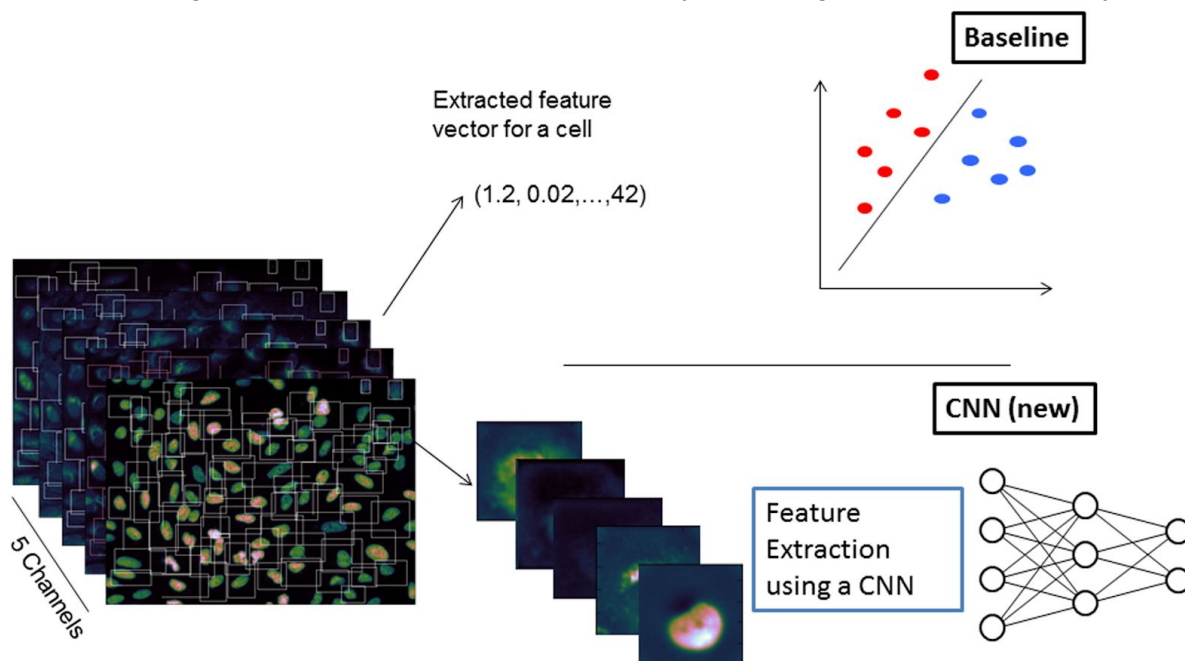 Baseline
Extracted feature
vector for a cell
(1.2, 0.02,...,42)
5 Channels
CNN (new)
Feature
Extraction
using a CNN